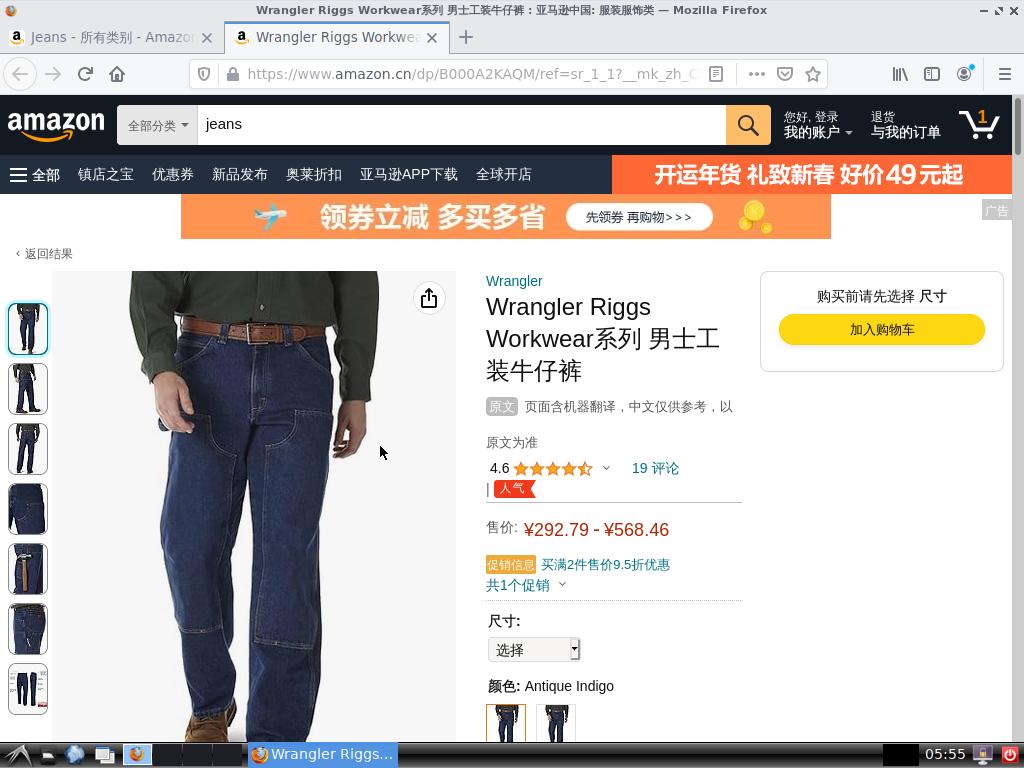 Wrangler Riggs Workwear系列 男士工装牛仔裤 : 亚马逊中国: 服装服饰类 — Mozilla Firefox
Jeans - 所有类别 - Amazo
Wrangler Riggs Workwea
https://www.amazon.cn/dp/B000A2KAQM/ref=sr_1_1?__mk_zh_C
amazon
全部分类
jeans
您好, 登录
我的账户
退货
与我的订单
1
全部
镇店之宝
优惠券
新品发布
奥莱折扣
亚马逊APP下载
全球开店
开运年货 礼致新春 好价49元起
领券立减 多买多省
先领券 再购物>>>
广告
‹ 返回结果
Wrangler
Wrangler Riggs
Workwear系列 男士工
装牛仔裤
原文 页面含机器翻译，中文仅供参考，以
原文为准
4.6
19 评论
| 人气
售价: ¥292.79 - ¥568.46
促销信息 买满2件售价9.5折优惠
共1个促销
尺寸:
选择
颜色: Antique Indigo
购买前请先选择 尺寸
加入购物车
Wrangler Riggs...
05:55